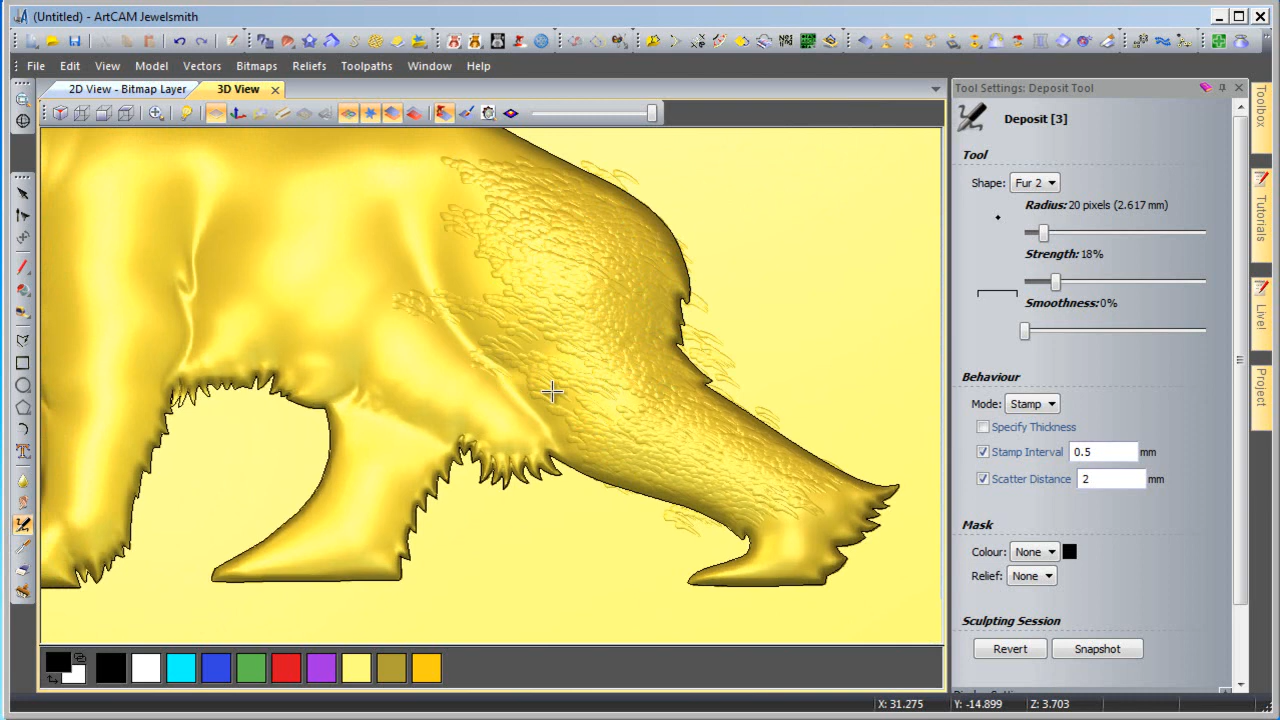 (Untitled) - ArtCAM Jewelsmith
File Edit View Model Vectors Bitmaps Reliefs Toolpaths Window Help
2D View - Bitmap Layer
3D View
Tool Settings: Deposit Tool
Deposit [3]
Tool
Shape: Fur 2
Radius: 20 pixels (2.617 mm)
Strength: 18%
Smoothness: 0%
Behaviour
Mode: Stamp
Specify Thickness
Stamp Interval 0.5 mm
Scatter Distance 2 mm
Mask
Colour: None
Relief: None
Sculpting Session
Revert Snapshot
Toolbox
Tutorials
Live!
Project
X: 31.275 Y: -14.899 Z: 3.703